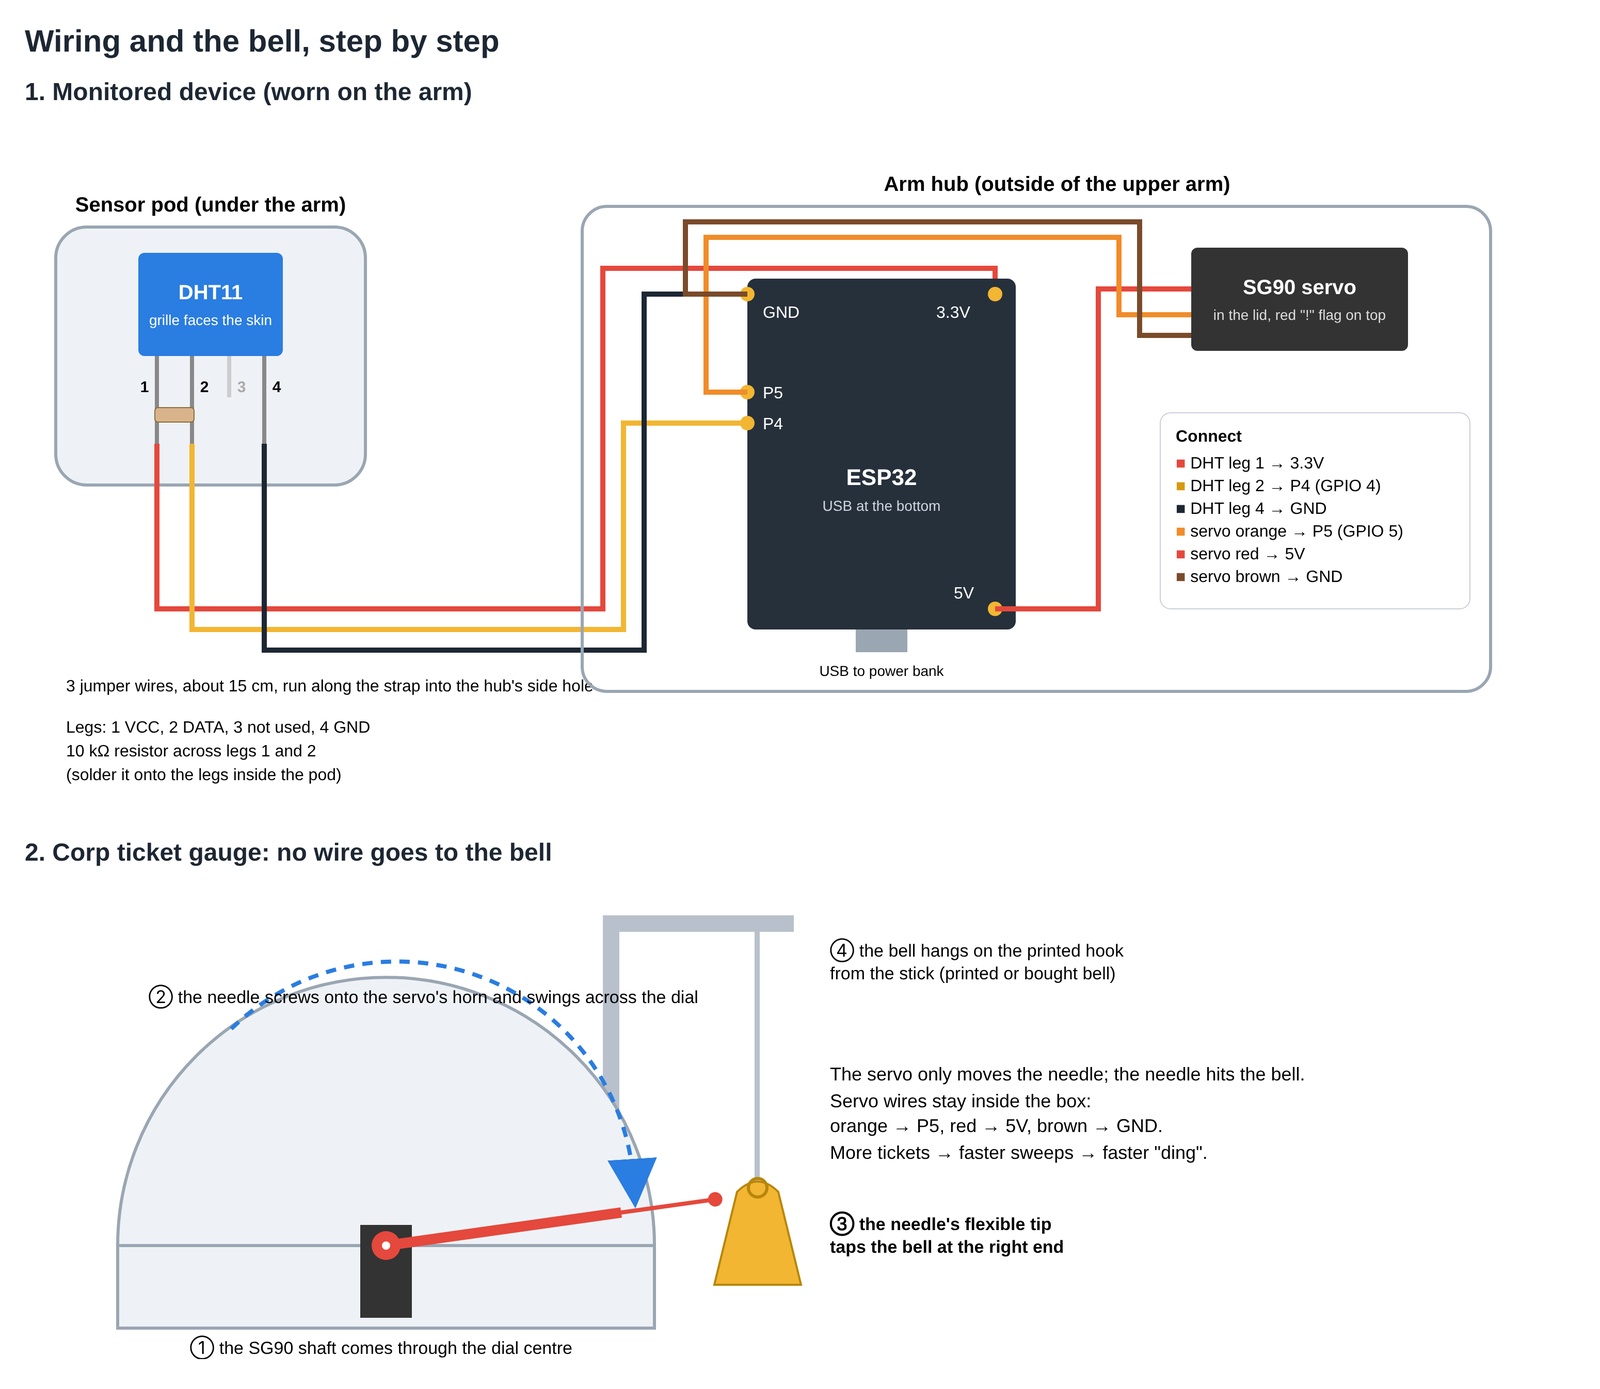 Wiring and the bell, step by step
1. Monitored device (worn on the arm)
Arm hub (outside of the upper arm)
Sensor pod (under the arm)
DHT11
grille faces the skin
1
2
3
4
GND
3.3V
P5
P4
ESP32
USB at the bottom
5V
USB to power bank
SG90 servo
in the lid, red "!" flag on top
Connect
DHT leg 1 → 3.3V
DHT leg 2 → P4 (GPIO 4)
DHT leg 4 → GND
servo orange → P5 (GPIO 5)
servo red → 5V
servo brown → GND
3 jumper wires, about 15 cm, run along the strap into the hub's side hole
Legs: 1 VCC, 2 DATA, 3 not used, 4 GND
10 kΩ resistor across legs 1 and 2
(solder it onto the legs inside the pod)
2. Corp ticket gauge: no wire goes to the bell
④ the bell hangs on the printed hook
from the stick (printed or bought bell)
② the needle screws onto the servo's horn and swings across the dial
The servo only moves the needle; the needle hits the bell.
Servo wires stay inside the box:
orange → P5, red → 5V, brown → GND.
More tickets → faster sweeps → faster "ding".
③ the needle's flexible tip
taps the bell at the right end
① the SG90 shaft comes through the dial centre